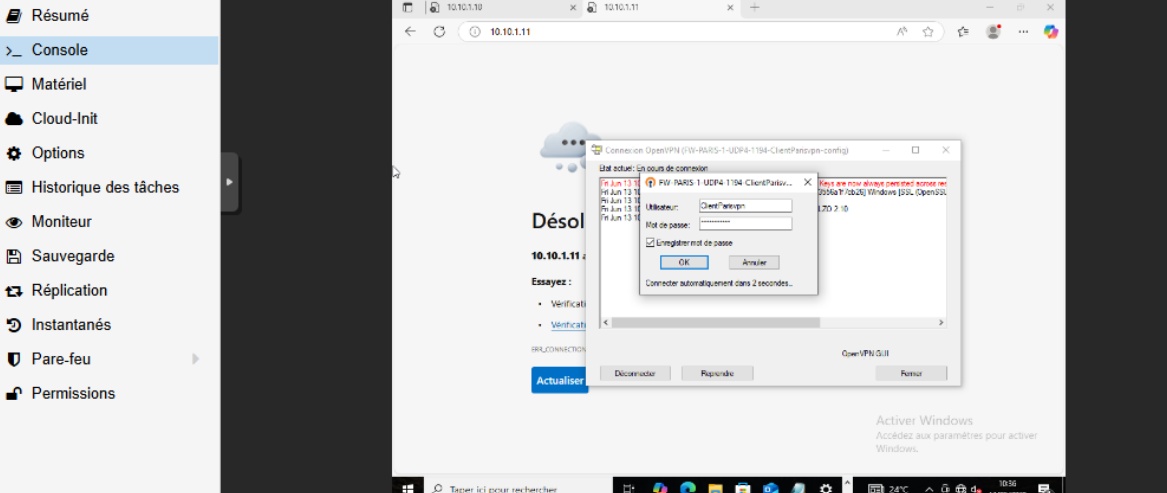 Résumé
Console
Matériel
Cloud-Init
Options
Historique des tâches
Moniteur
Sauvegarde
Réplication
Instantanés
Pare-feu
Permissions
10.10.1.10
10.10.1.11
10.10.1.11
Désol
10.10.1.11
Essayez :
Vérificati
Vérificati
ERR_CONNECTION
Actualiser
Connexion OpenVPN (FW-PARIS-1-UDP4-1194-ClientParisvpn-config)
Etat actuel: En cours de connexion
Fri Jun 13 10
Keys are now always persisted across res
Fri Jun 13 10
Windows [SSL (OpenSSL
Fri Jun 13 10
Fri Jun 13 10
LZO 2.10
Fri Jun 13 10
FW-PARIS-1-UDP4-1194-ClientParisv...
Utilisateur:
ClientParisvpn
Mot de passe:
Enregistrer mot de passe
OK
Annuler
Connecter automatiquement dans 2 secondes...
OpenVPN GUI
Déconnecter
Reprendre
Fermer
Activer Windows
Accédez aux paramètres pour activer
Windows.
Taper ici pour rechercher
24°C
10:36